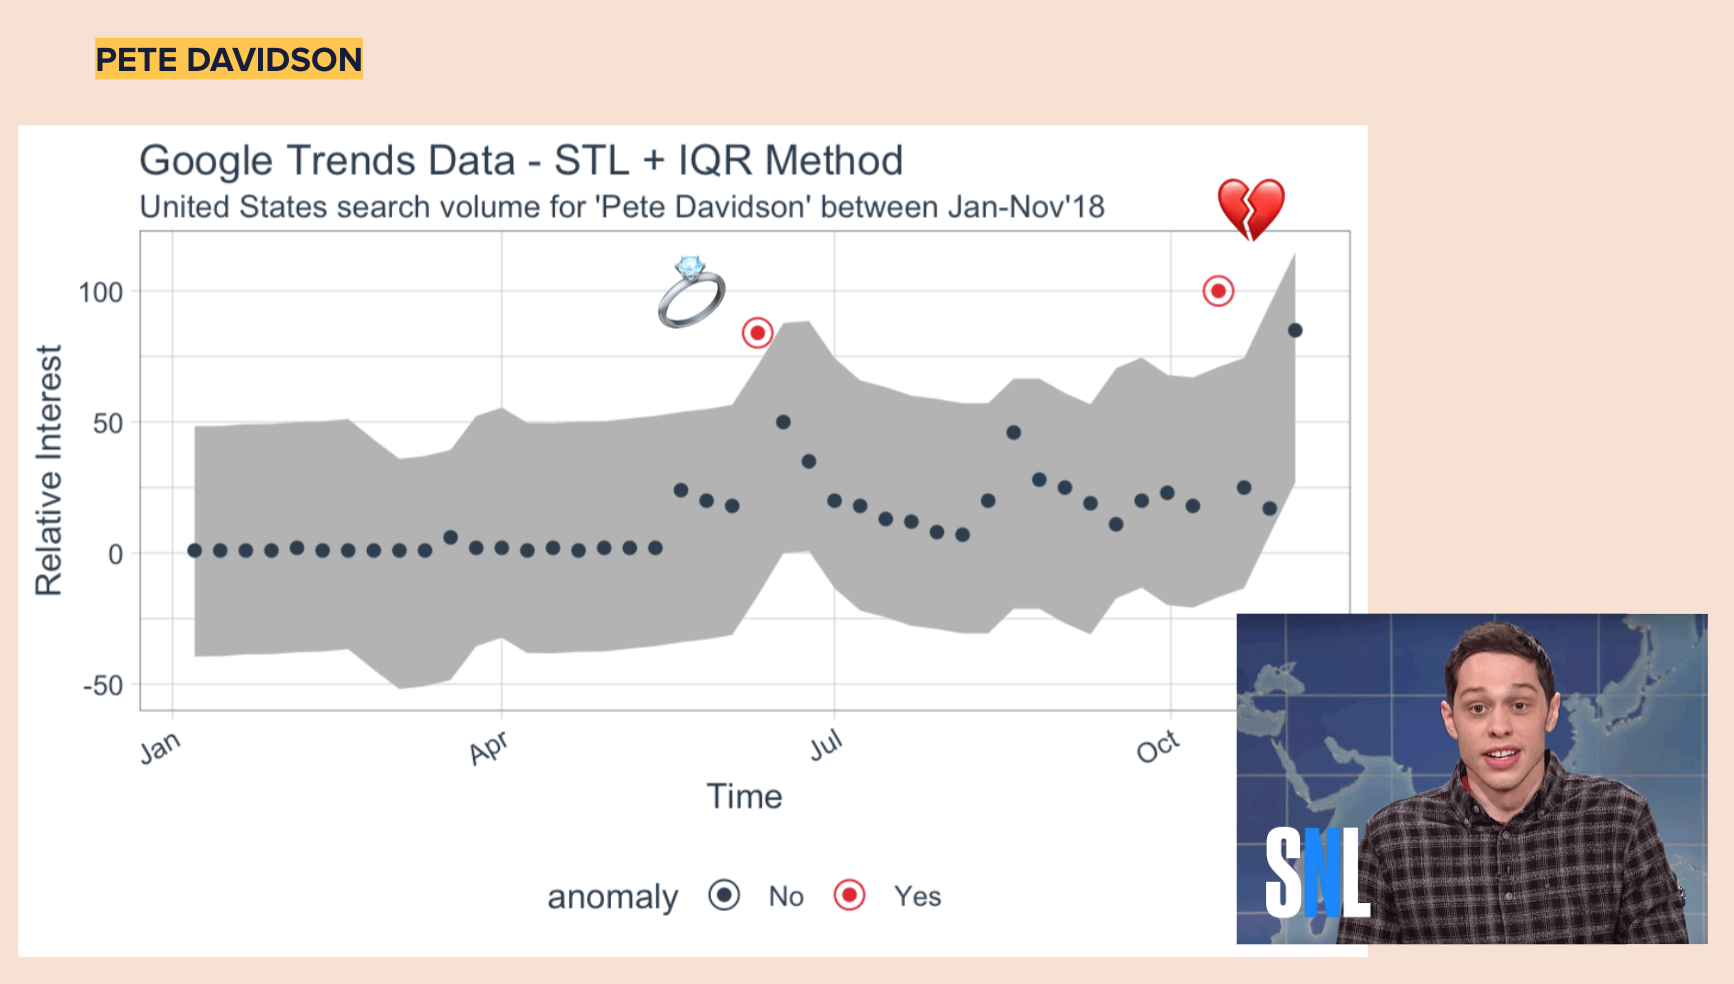 PETE DAVIDSON
Google Trends Data - STL + IQR Method
United States search volume for 'Pete Davidson' between Jan-Nov'18
Relative Interest
100
50
0
-50
Jan
Apr
Jul
Oct
Time
anomaly No Yes
SNL